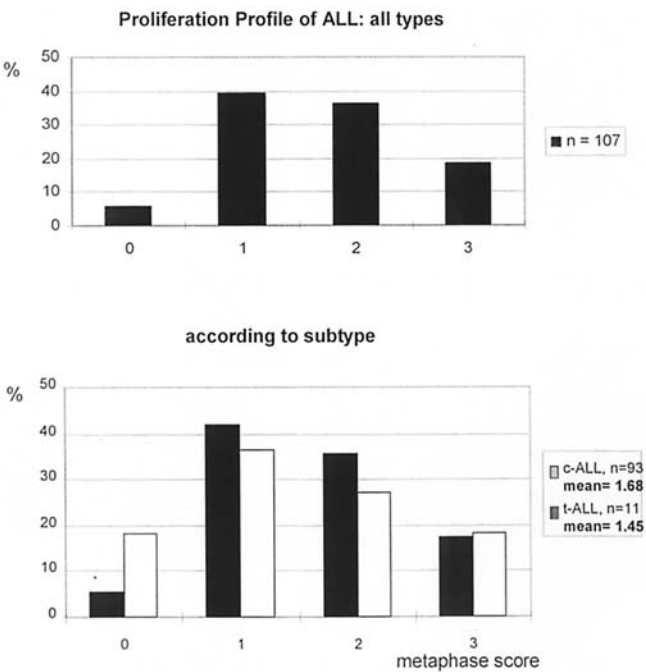 Proliferation Profile of ALL: all types
%
50
40
30
20
10
0
0 1 2 3
n = 107
according to subtype
%
50
40
30
20
10
0
0 1 2 3
metaphase score
c-ALL, n=93
mean= 1.68
t-ALL, n=11
mean= 1.45